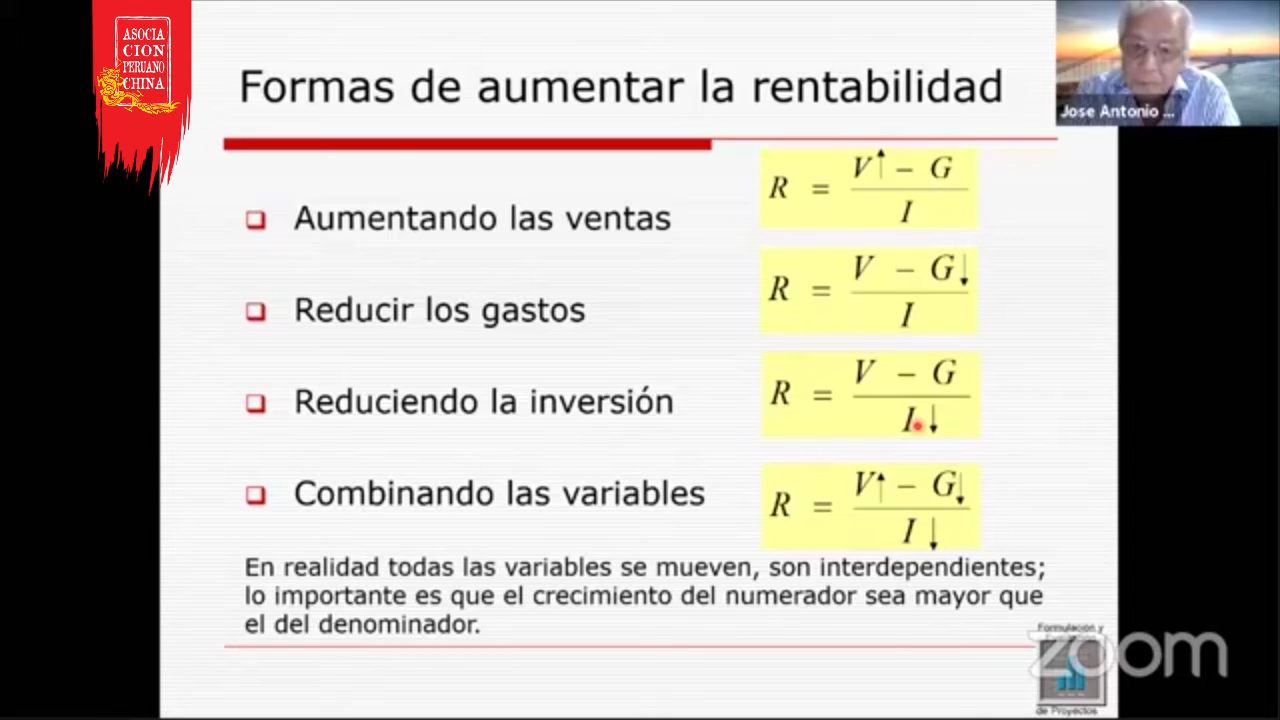 ASOCIA
CION
PERUANO
CHINA
Formas de aumentar la rentabilidad
Jose Antonio ...
Aumentando las ventas
R = V↑ – G / I
Reducir los gastos
R = V – G↓ / I
Reduciendo la inversión
R = V – G / I↓
Combinando las variables
R = V↑ – G↓ / I↓
En realidad todas las variables se mueven, son interdependientes;
lo importante es que el crecimiento del numerador sea mayor que
el del denominador.
Formulación y
zoom
de Proyectos